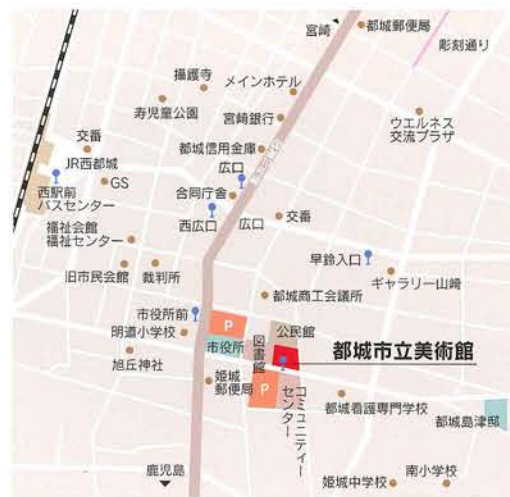 宮崎
都城郵便局
彫刻通り
攝護寺
メインホテル
寿児童公園
宮崎銀行
ウエルネス
交流プラザ
交番
都城信用金庫
JR西都城
広口
GS
合同庁舎
西駅前
バスセンター
西広口
広口
交番
福祉会館
福祉センター
早鈴入口
旧市民会館
裁判所
ギャラリー山崎
都城商工会議所
市役所前
P
公民館
明道小学校
市役所
図書館
都城市立美術館
旭丘神社
姫城
郵便局
P
コミュニティー
センター
都城看護専門学校
都城島津邸
鹿児島
姫城中学校
南小学校